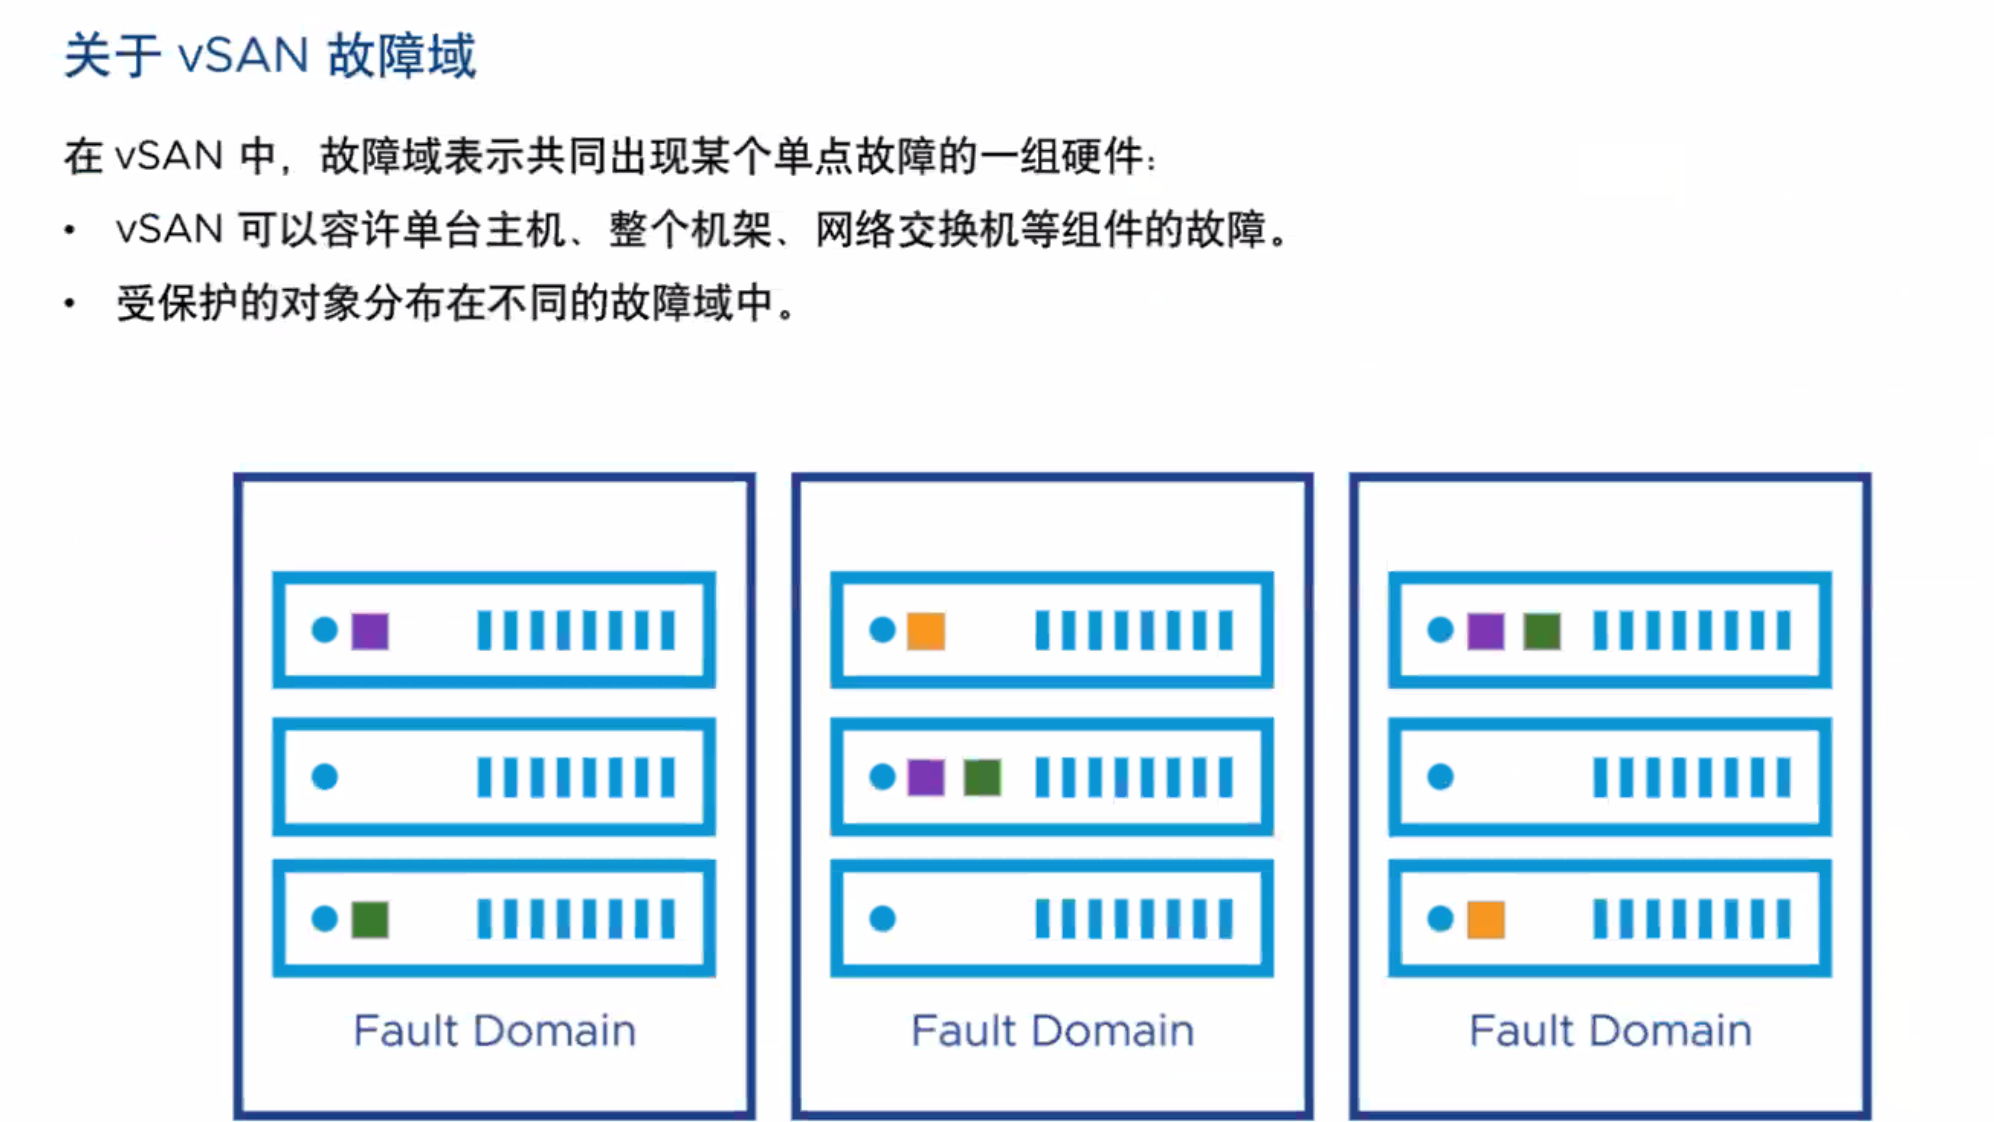 关于 vSAN 故障域
在 vSAN 中，故障域表示共同出现某个单点故障的一组硬件：
• vSAN 可以容许单台主机、整个机架、网络交换机等组件的故障。
• 受保护的对象分布在不同的故障域中。
Fault Domain
Fault Domain
Fault Domain